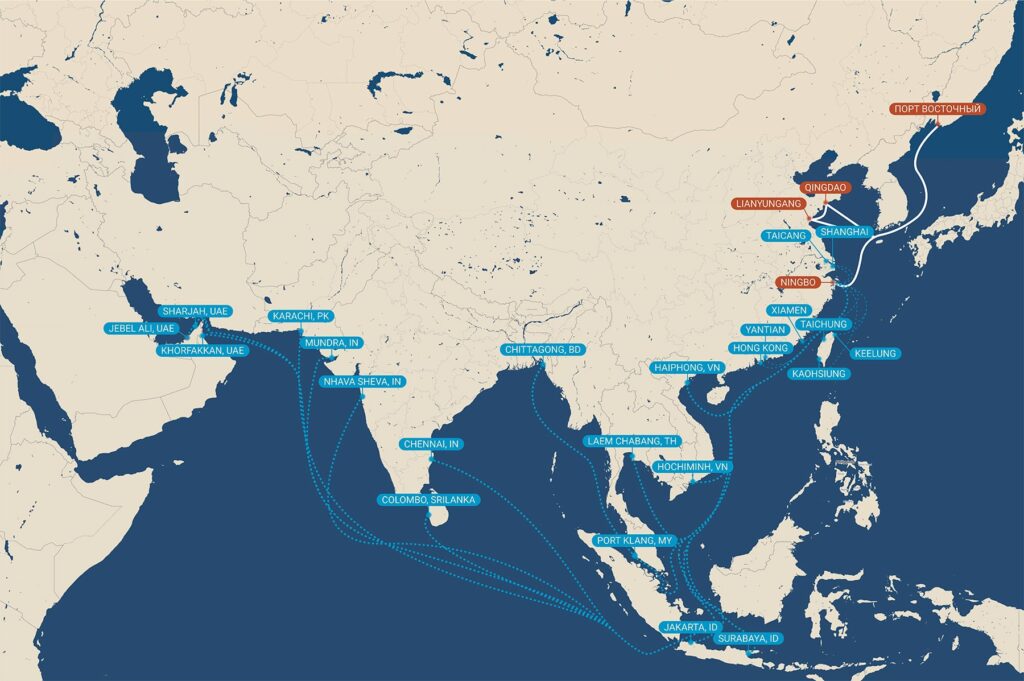 ПОРТ ВОСТОЧНЫЙ
QINGDAO
LIANYUNGANG
TAICANG
SHANGHAI
NINGBO
XIAMEN
SHARJAH, UAE
KARACHI, PK
TAICHUNG
JEBEL ALI, UAE
YANTIAN
MUNDRA, IN
KHORFAKKAN, UAE
CHITTAGONG, BD
HONG KONG
KEELUNG
HAIPHONG, VN
KAOHSIUNG
NHAVA SHEVA, IN
CHENNAI, IN
LAEM CHABANG, TH
HOCHIMINH, VN
COLOMBO, SRILANKA
PORT KLANG, MY
JAKARTA, ID
SURABAYA, ID